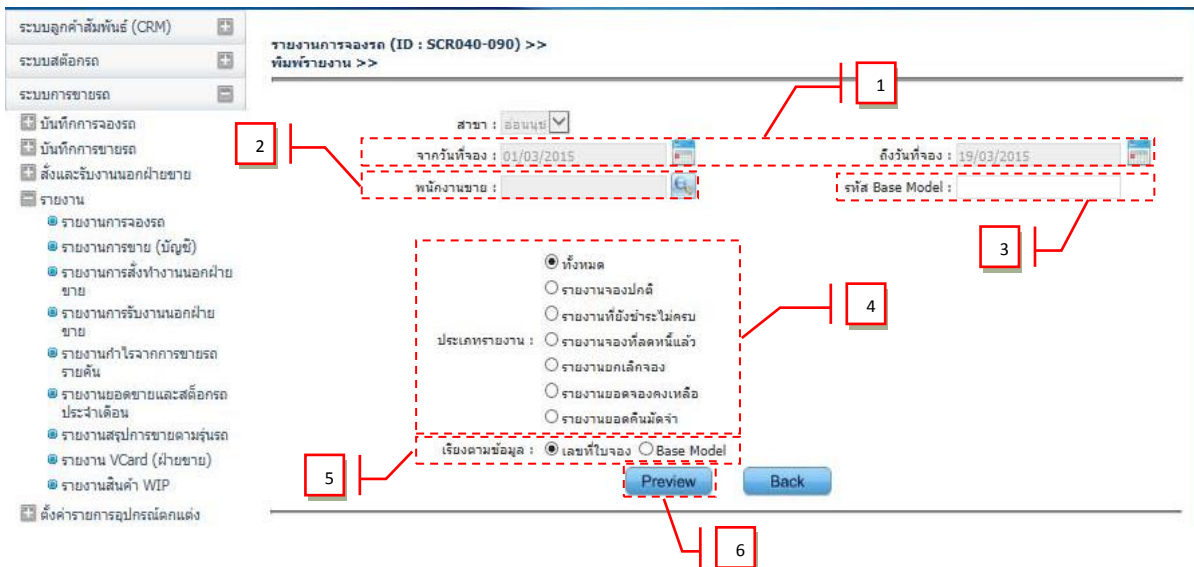 ระบบลูกค้าสัมพันธ์ (CRM)
ระบบสต๊อกรถ
ระบบการขายรถ
บันทึกการจองรถ
บันทึกการขายรถ
สั่งและรับงานนอกฝ่ายขาย
รายงาน
รายงานการจองรถ
รายงานการขาย (บัญชี)
รายงานการสั่งทำงานนอกฝ่าย
ขาย
รายงานการรับงานนอกฝ่าย
ขาย
รายงานกำไรจากการขายรถ
รายคัน
รายงานยอดขายและสต็อกรถ
ประจำเดือน
รายงานสรุปการขายตามรุ่นรถ
รายงาน VCard (ฝ่ายขาย)
รายงานสินค้า WIP
ตั้งค่ารายการอุปกรณ์ตกแต่ง
รายงานการจองรถ (ID : SCR040-090) >>
พิมพ์รายงาน >>
1
สาขา : อ่อนนุช
2
จากวันที่จอง : 01/03/2015 ถึงวันที่จอง : 19/03/2015
พนักงานขาย : รหัส Base Model :
3
ประเภทรายงาน :
ทั้งหมด
รายงานจองปกติ
รายงานที่ยังชำระไม่ครบ
รายงานจองที่ลดหนี้แล้ว
รายงานยกเลิกจอง
รายงานยอดจองคงเหลือ
รายงานยอดคืนมัดจำ
4
เรียงตามข้อมูล : เลขที่ใบจอง Base Model
5
Preview Back
6